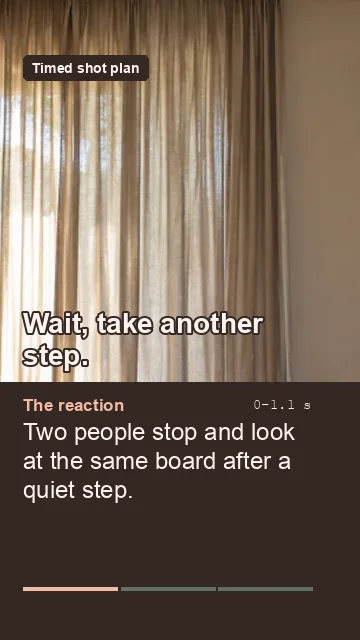 Timed shot plan
Wait, take another
step.
The reaction
0–1.1 s
Two people stop and look
at the same board after a
quiet step.